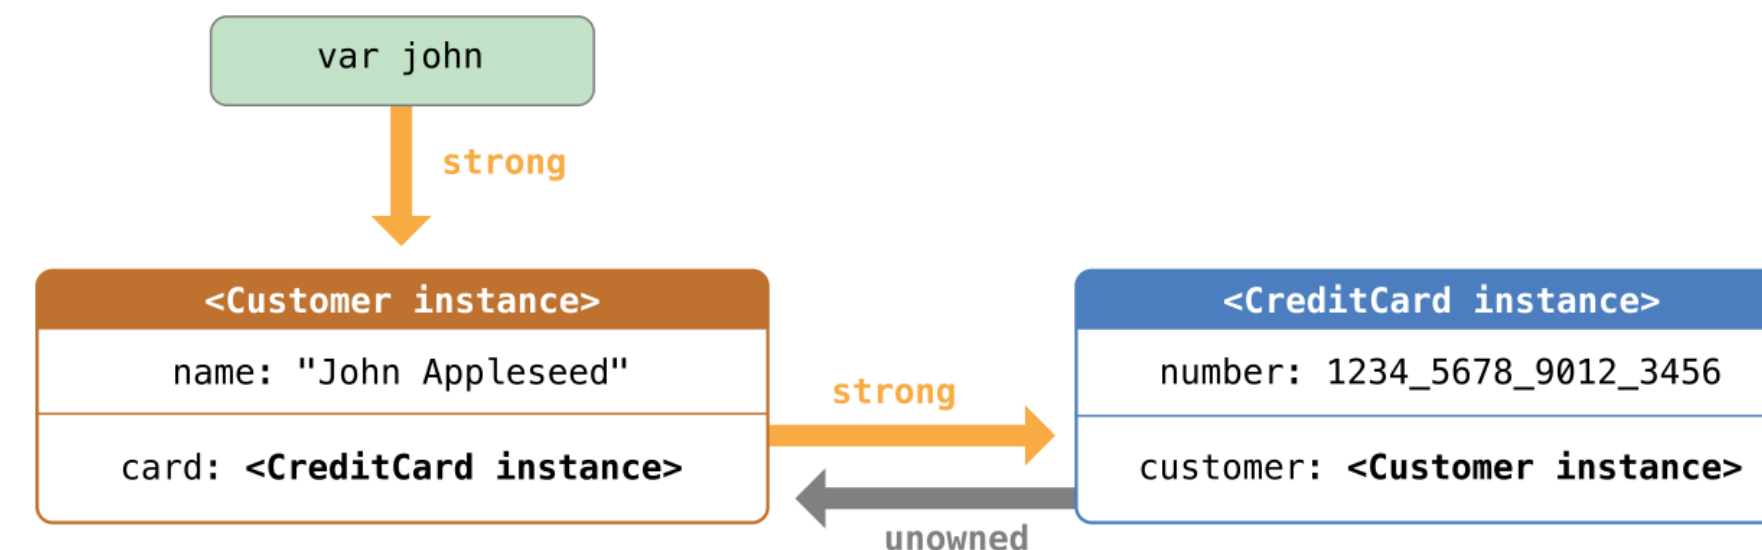 var john
strong
<Customer instance>
<CreditCard instance>
name: "John Appleseed"
number: 1234_5678_9012_3456
strong
card: <CreditCard instance>
customer: <Customer instance>
unowned